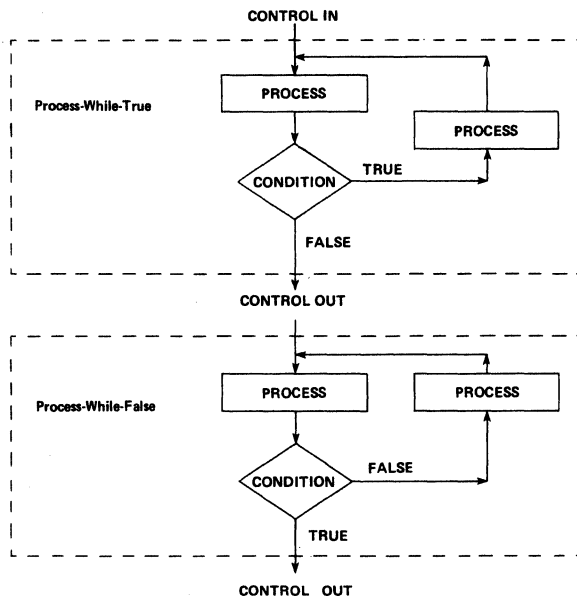 CONTROL IN
PROCESS
Process-While-True
PROCESS
CONDITION
TRUE
FALSE
CONTROL OUT
PROCESS
PROCESS
Process-While-False
FALSE
CONDITION
TRUE
CONTROL OUT